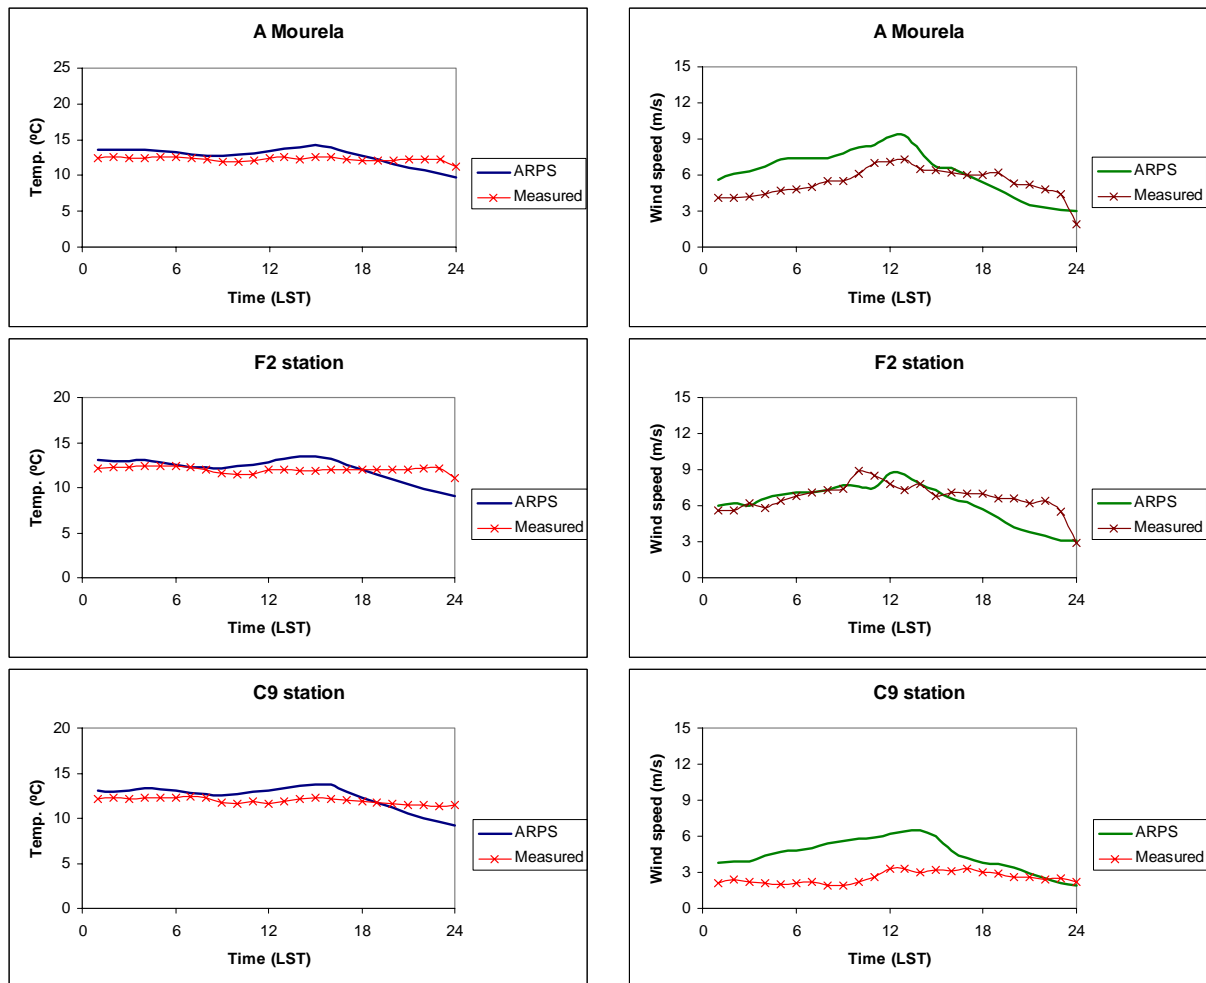 A Mourela
25
20
15
10
5
0
Temp. (ºC)
0 6 12 18 24
Time (LST)
ARPS
Measured
A Mourela
15
12
9
6
3
0
Wind speed (m/s)
0 6 12 18 24
Time (LST)
ARPS
Measured
F2 station
20
15
10
5
0
Temp. (ºC)
0 6 12 18 24
Time (LST)
ARPS
Measured
F2 station
15
12
9
6
3
0
Wind speed (m/s)
0 6 12 18 24
Time (LST)
ARPS
Measured
C9 station
20
15
10
5
0
Temp. (ºC)
0 6 12 18 24
Time (LST)
ARPS
Measured
C9 station
15
12
9
6
3
0
Wind speed (m/s)
0 6 12 18 24
Time (LST)
ARPS
Measured